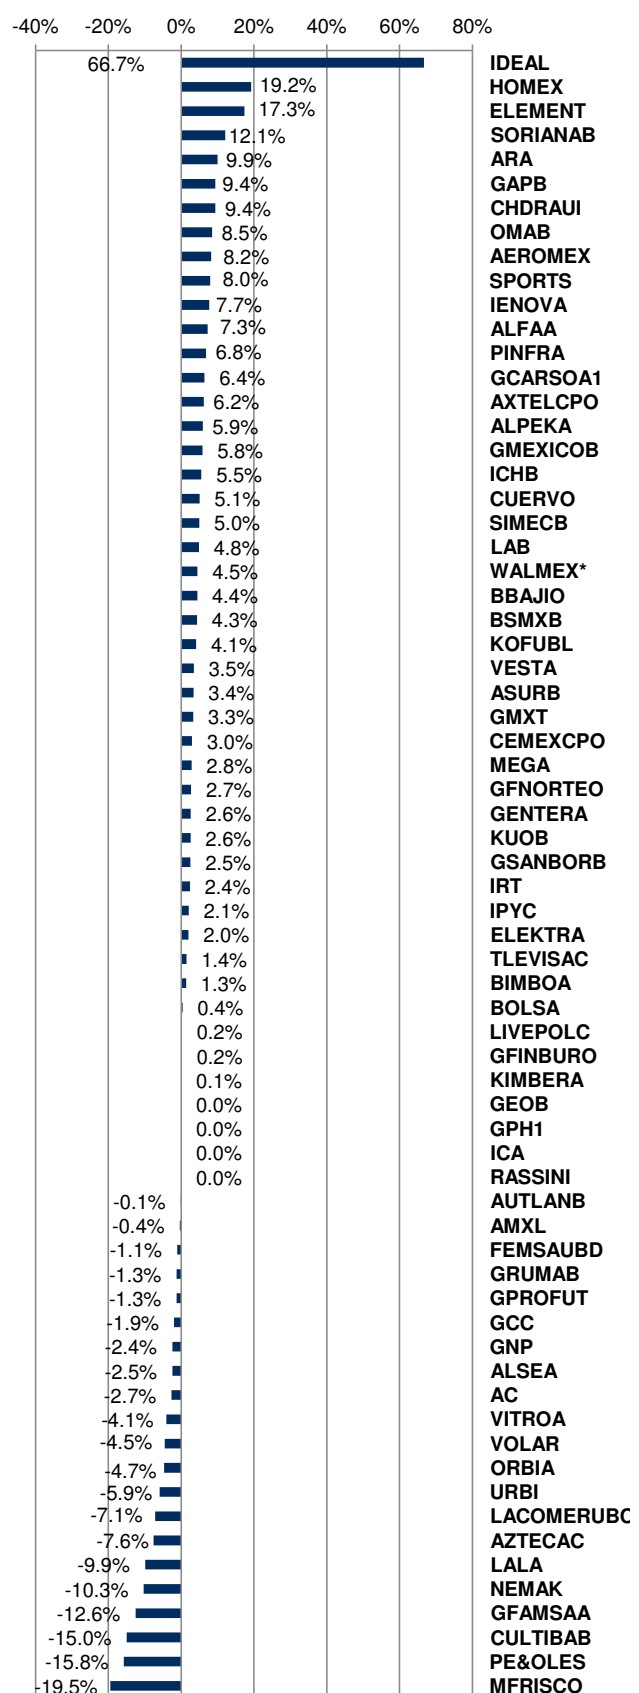 -40% -20% 0% 20% 40% 60% 80%
66.7% IDEAL
19.2% HOMEX
17.3% ELEMENT
12.1% SORIANAB
9.9% ARA
9.4% GAPB
9.4% CHDRAUI
8.5% OMAB
8.2% AEROMEX
8.0% SPORTS
7.7% IENOVA
7.3% ALFAA
6.8% PINFRA
6.4% GCARSOA1
6.2% AXTELCPO
5.9% ALPEKA
5.8% GMEXICOB
5.5% ICHB
5.1% CUERVO
5.0% SIMECB
4.8% LAB
4.5% WALMEX*
4.4% BBAJIO
4.3% BSMXB
4.1% KOFUBL
3.5% VESTA
3.4% ASURB
3.3% GMXT
3.0% CEMEXCPO
2.8% MEGA
2.7% GFNORTEO
2.6% GENTERA
2.6% KUOB
2.5% GSANBORB
2.4% IRT
2.1% IPYC
2.0% ELEKTRA
1.4% TLEVISAC
1.3% BIMBOA
0.4% BOLSA
0.2% LIVEPOLC
0.2% GFINBURO
0.1% KIMBERA
0.0% GEOB
0.0% GPH1
0.0% ICA
0.0% RASSINI
-0.1% AUTLANB
-0.4% AMXL
-1.1% FEMSAUBD
-1.3% GRUMAB
-1.3% GPROFUT
-1.9% GCC
-2.4% GNP
-2.5% ALSEA
-2.7% AC
-4.1% VITROA
-4.5% VOLAR
-4.7% ORBIA
-5.9% URBI
-7.1% LACOMERUBC
-7.6% AZTECAC
-9.9% LALA
-10.3% NEMAK
-12.6% GFAMSAA
-15.0% CULTIBAB
-15.8% PE&OLES
-19.5% MFRISCO